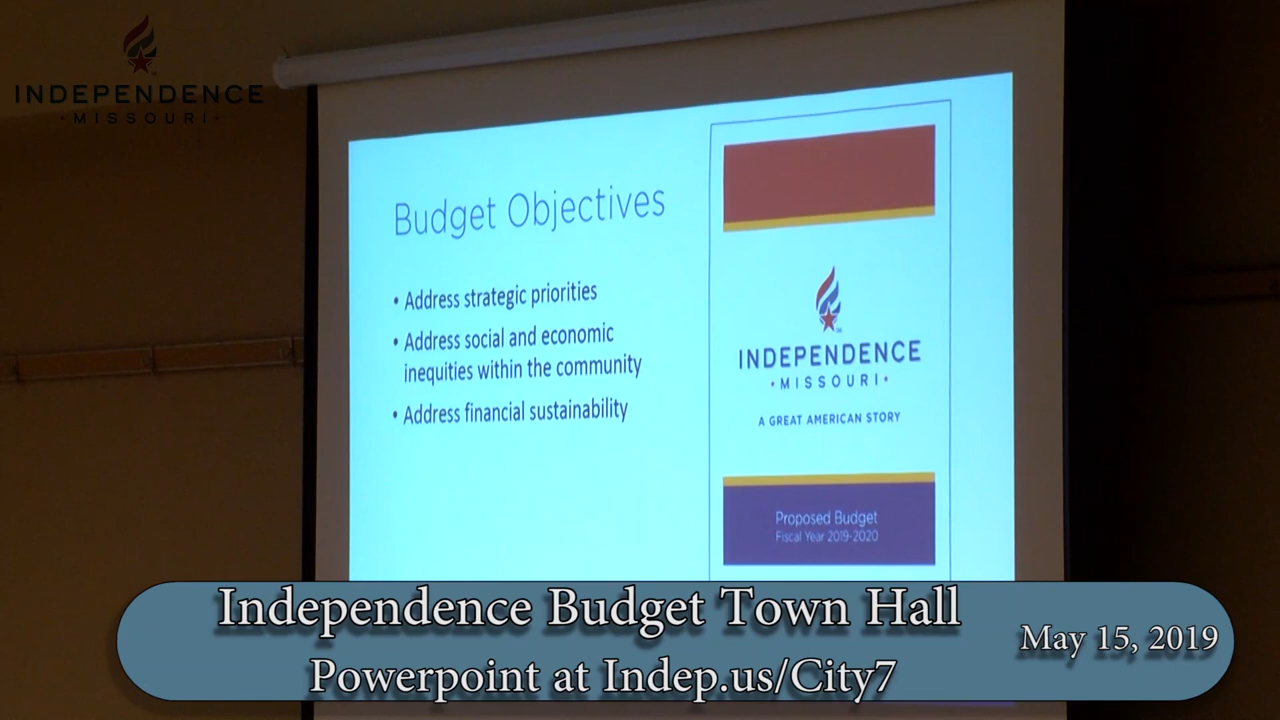 INDEPENDENCE
• MISSOURI •
Budget Objectives
• Address strategic priorities
• Address social and economic
inequities within the community
• Address financial sustainability
INDEPENDENCE
• MISSOURI •
A GREAT AMERICAN STORY
Proposed Budget
Fiscal Year 2019-2020
Independence Budget Town Hall
Powerpoint at Indep.us/City7
May 15, 2019